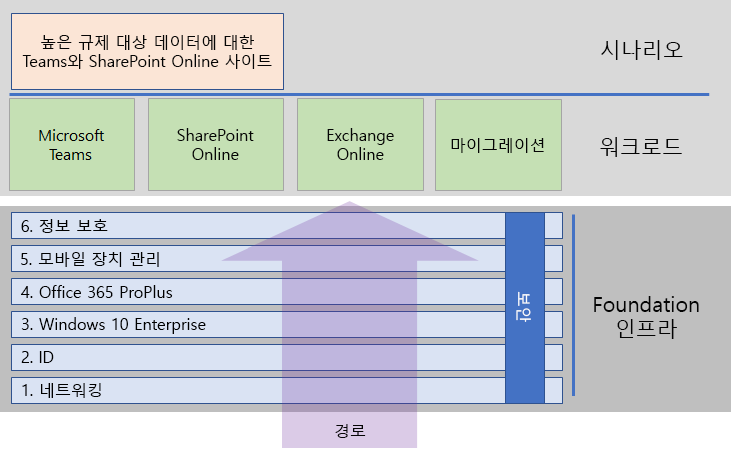 높은 규제 대상 데이터에 대한
Teams와 SharePoint Online 사이트
시나리오
Microsoft
Teams
SharePoint
Online
Exchange
Online
마이그레이션
워크로드
6. 정보 보호
5. 모바일 장치 관리
4. Office 365 ProPlus
3. Windows 10 Enterprise
2. ID
1. 네트워킹
보안
Foundation
인프라
경로